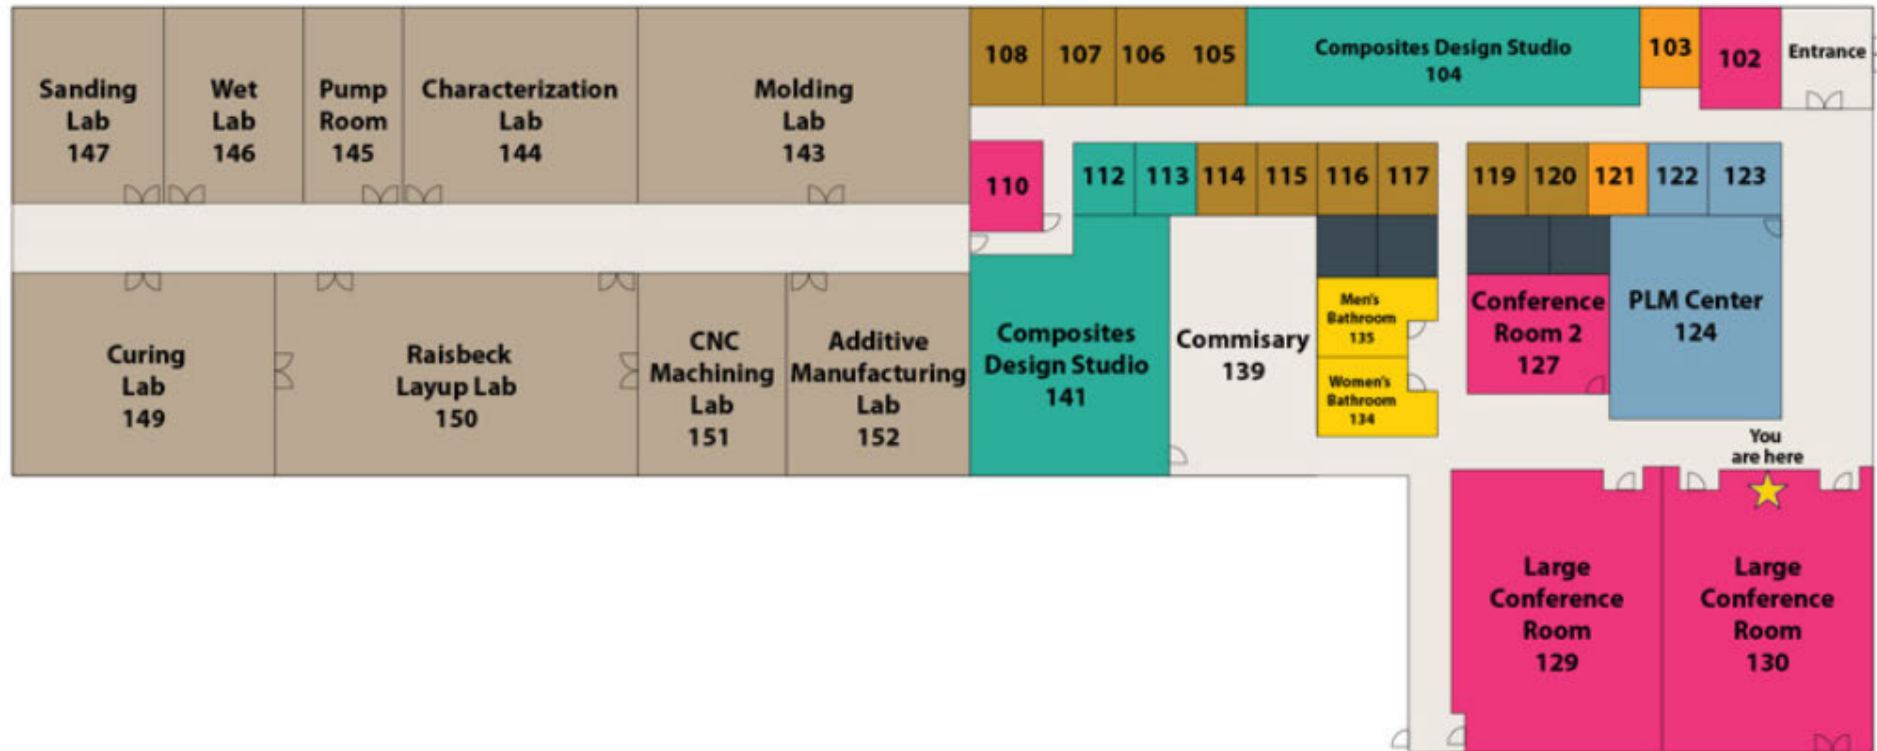 Sanding
Lab
147
Wet
Lab
146
Pump
Room
145
Characterization
Lab
144
Molding
Lab
143
108
107
106
105
Composites Design Studio
104
103
102
Entrance
110
112
113
114
115
116
117
119
120
121
122
123
Curing
Lab
149
Raisbeck
Layup Lab
150
CNC
Machining
Lab
151
Additive
Manufacturing
Lab
152
Composites
Design Studio
141
Commisary
139
Men's
Bathroom
135
Women's
Bathroom
134
Conference
Room 2
127
PLM Center
124
You
are here
Large
Conference
Room
129
Large
Conference
Room
130